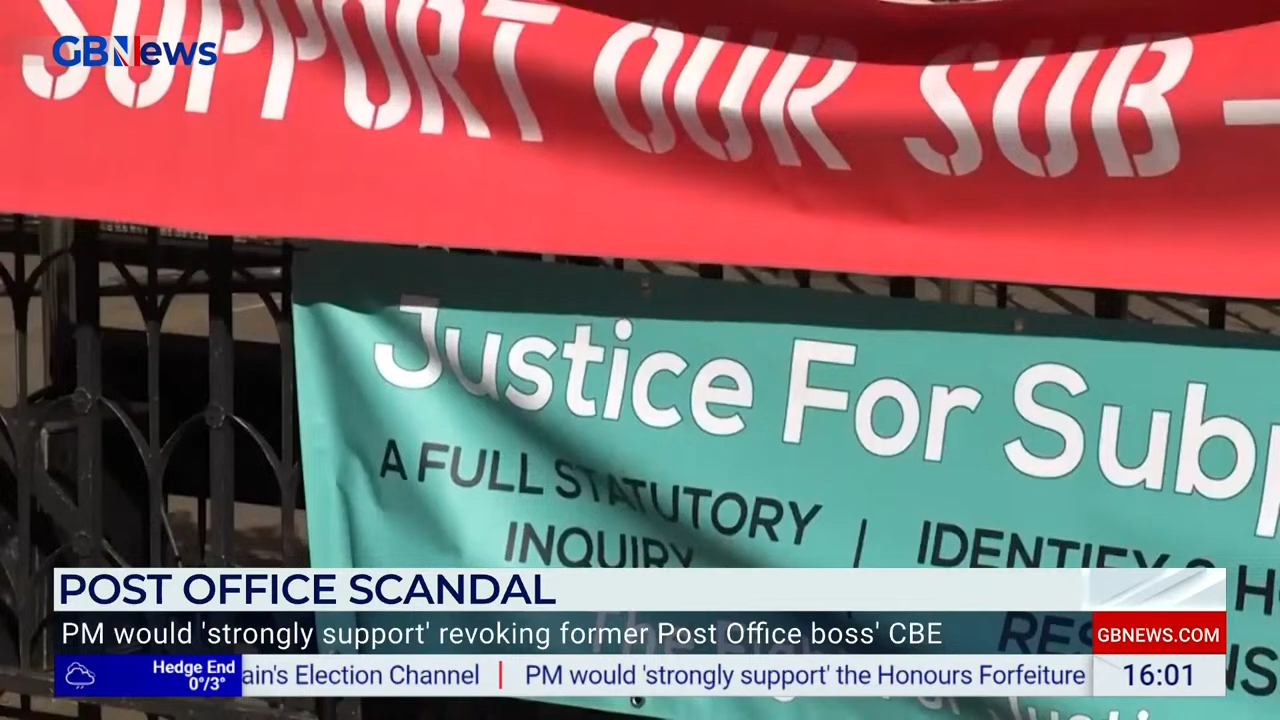 GBNews
SUPPORT OUR SUB -
Justice For Subp
A FULL STATUTORY
INQUIRY
IDENTIFY
POST OFFICE SCANDAL
PM would 'strongly support' revoking former Post Office boss' CBE
GBNEWS.COM
Hedge End
0°/3°
ain's Election Channel | PM would 'strongly support' the Honours Forfeiture
16:01